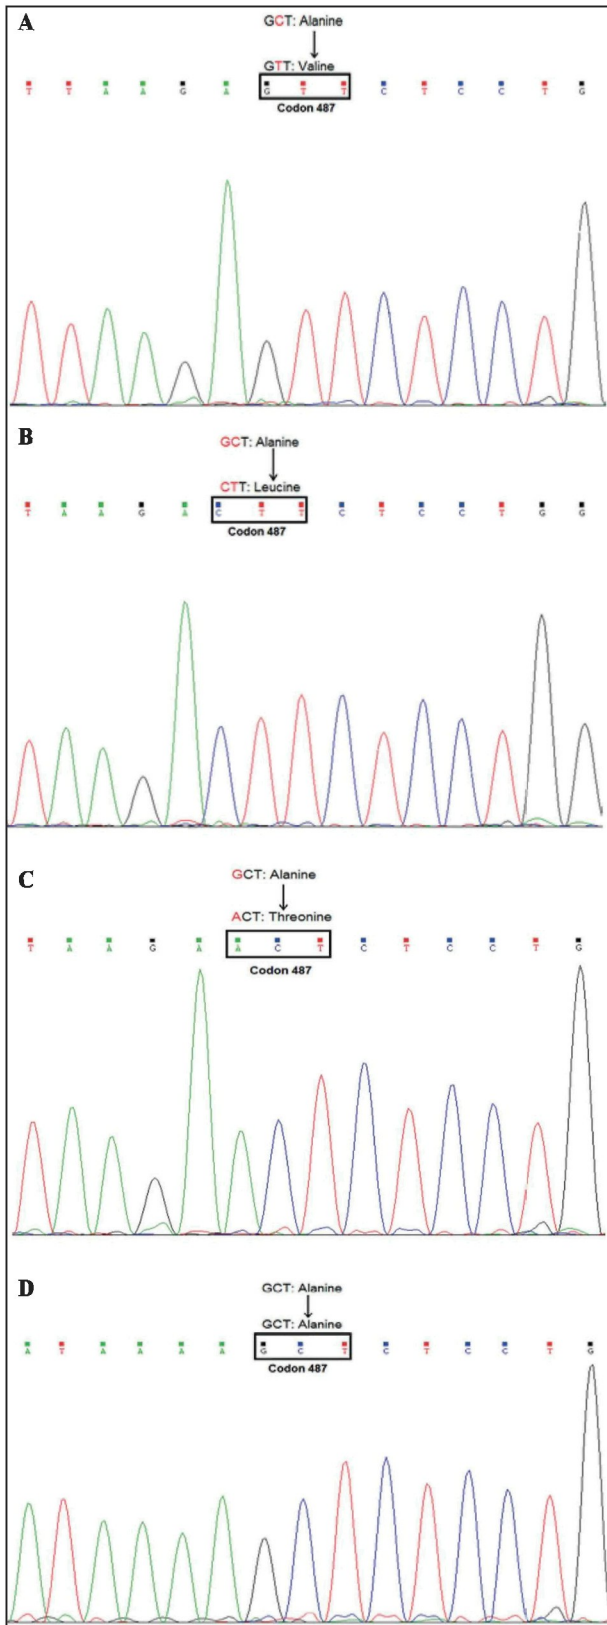 A
GCT: Alanine
GTT: Valine
T T A A G A G T T C T C C T G
Codon 487
B
GCT: Alanine
CTT: Leucine
T A A G A C T T C T C C T G G
Codon 487
C
GCT: Alanine
ACT: Threonine
T A A G A A C T C T C C T G
Codon 487
D
GCT: Alanine
GCT: Alanine
A T A A A A G C T C T C C T G
Codon 487